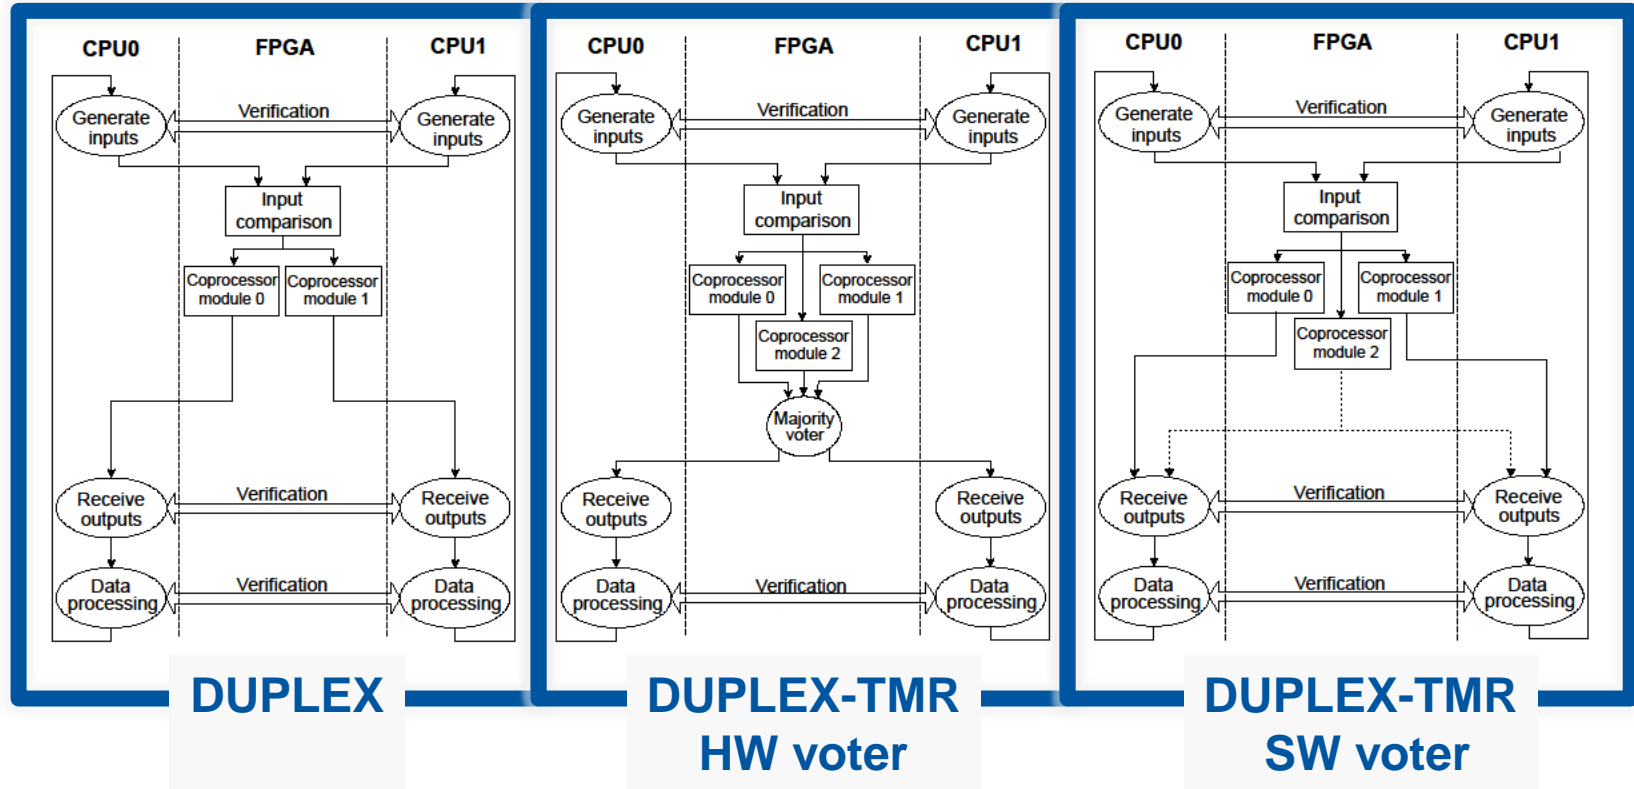 CPU0
FPGA
CPU1
Generate
inputs
Verification
Generate
inputs
Input
comparison
Coprocessor
module 0
Coprocessor
module 1
Receive
outputs
Verification
Receive
outputs
Data
processing
Verification
Data
processing
DUPLEX
CPU0
FPGA
CPU1
Generate
inputs
Verification
Generate
inputs
Input
comparison
Coprocessor
module 0
Coprocessor
module 1
Coprocessor
module 2
Majority
voter
Receive
outputs
Verification
Receive
outputs
Data
processing
Verification
Data
processing
DUPLEX-TMR
HW voter
CPU0
FPGA
CPU1
Generate
inputs
Verification
Generate
inputs
Input
comparison
Coprocessor
module 0
Coprocessor
module 1
Coprocessor
module 2
Receive
outputs
Verification
Receive
outputs
Data
processing
Verification
Data
processing
DUPLEX-TMR
SW voter